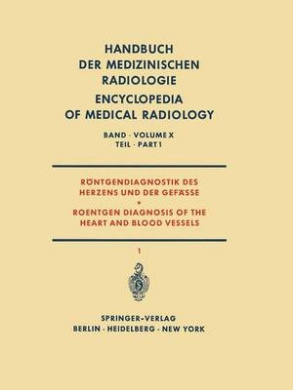 HANDBUCH
DER MEDIZINISCHEN
RADIOLOGIE
ENCYCLOPEDIA
OF MEDICAL RADIOLOGY
BAND · VOLUME X
TEIL · PART 1
RÖNTGENDIAGNOSTIK DES
HERZENS UND DER GEFÄSSE
•
ROENTGEN DIAGNOSIS OF THE
HEART AND BLOOD VESSELS
1
SPRINGER-VERLAG
BERLIN · HEIDELBERG · NEW YORK